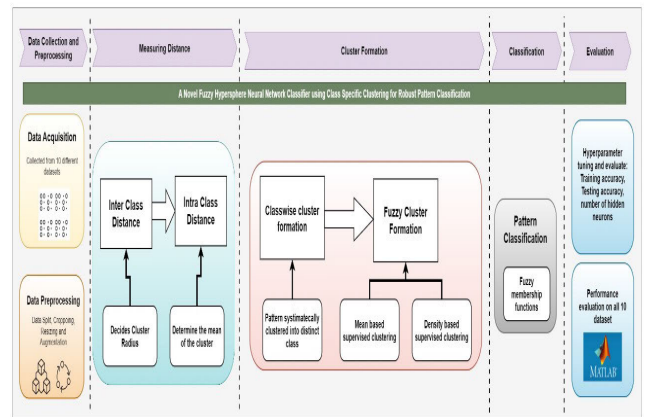 Data Collection and
Preprocessing
Measuring Distance
Cluster Formation
Classification
Evaluation
A Novel Fuzzy Hypersphere Neural Network Classifier using Class Specific Clustering for Robust Pattern Classification
Data Acquisition
Collected from 10 different
datasets
Data Preprocessing
Data Split, Cropping,
Resizing and
Augmentation
Inter Class
Distance
Intra Class
Distance
Decides Cluster
Radius
Determine the mean
of the cluster
Classwise cluster
formation
Fuzzy Cluster
Formation
Pattern systimatecally
clustered into distinct
class
Mean based
supervised clustering
Density based
supervised clustering
Pattern
Classification
Fuzzy
membership
functions
Hyperparameter
tuning and evaluate:
Training accuracy,
Testing accuracy,
number of hidden
neurons
Performance
evaluation on all 10
dataset
MATLAB